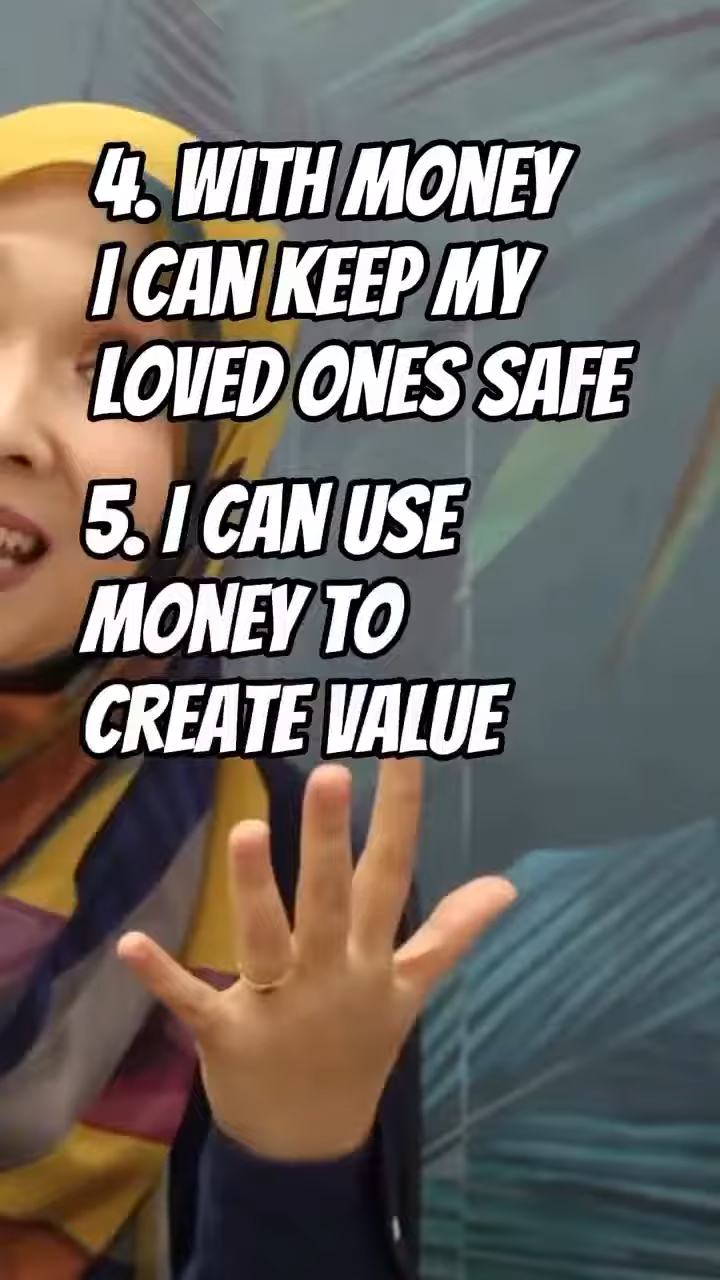 4. WITH MONEY
I CAN KEEP MY
LOVED ONES SAFE
5. I CAN USE
MONEY TO
CREATE VALUE